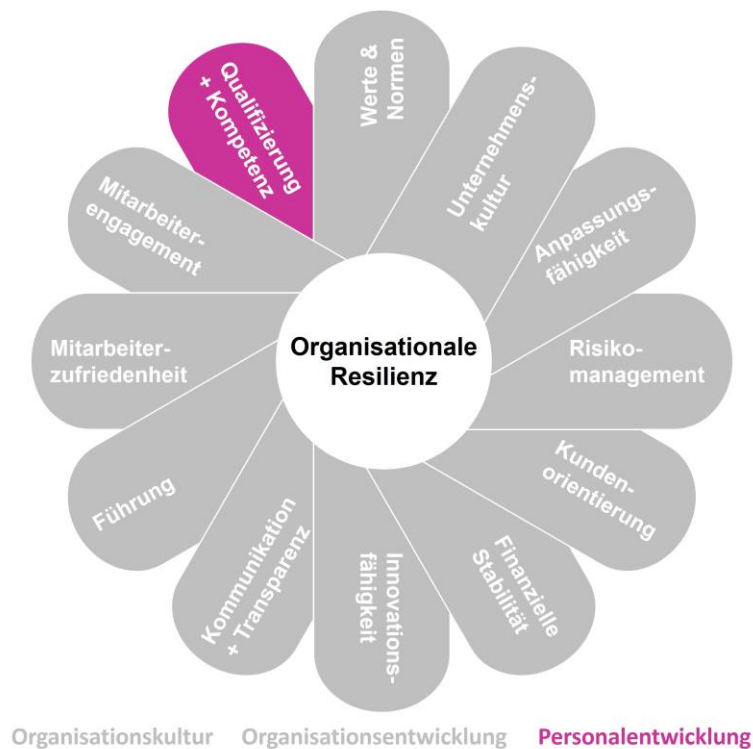 Werte &
Normen
Unternehmens-
kultur
Anpassungs-
fähigkeit
Risiko-
management
Kunden-
orientierung
Finanzielle
Stabilität
Innovations-
fähigkeit
Kommunikation
+ Transparenz
Führung
Mitarbeiter-
zufriedenheit
Mitarbeiter-
engagement
Qualifizierung
+ Kompetenz
Organisationale
Resilienz
Organisationskultur Organisationsentwicklung Personalentwicklung